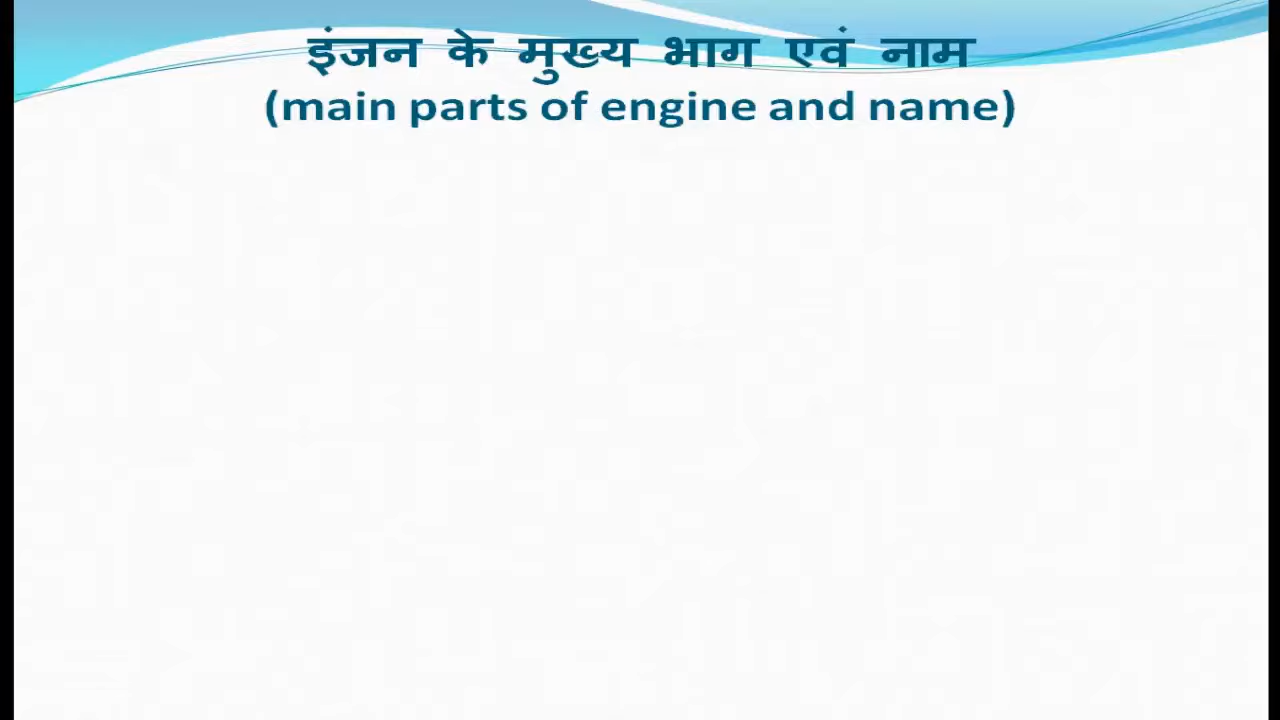 इंजन के मुख्य भाग एवं नाम
(main parts of engine and name)